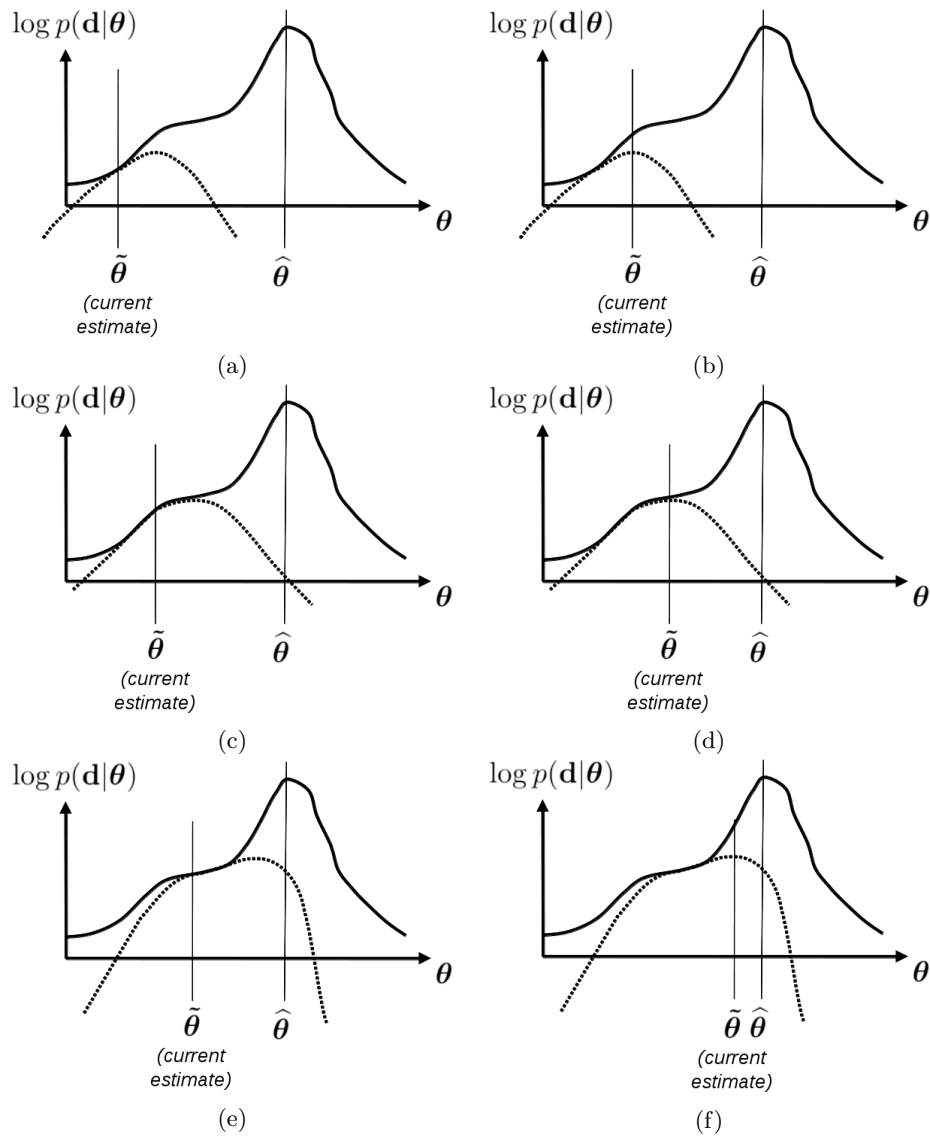 log p(d|θ) log p(d|θ)
θ θ
θ̃ θ̂ θ̃ θ̂
(current (current
estimate) estimate)
(a) (b)
log p(d|θ) log p(d|θ)
θ θ
θ̃ θ̂ θ̃ θ̂
(current (current
estimate) estimate)
(c) (d)
log p(d|θ) log p(d|θ)
θ θ
θ̃ θ̂ θ̃ θ̂
(current (current
estimate) estimate)
(e) (f)